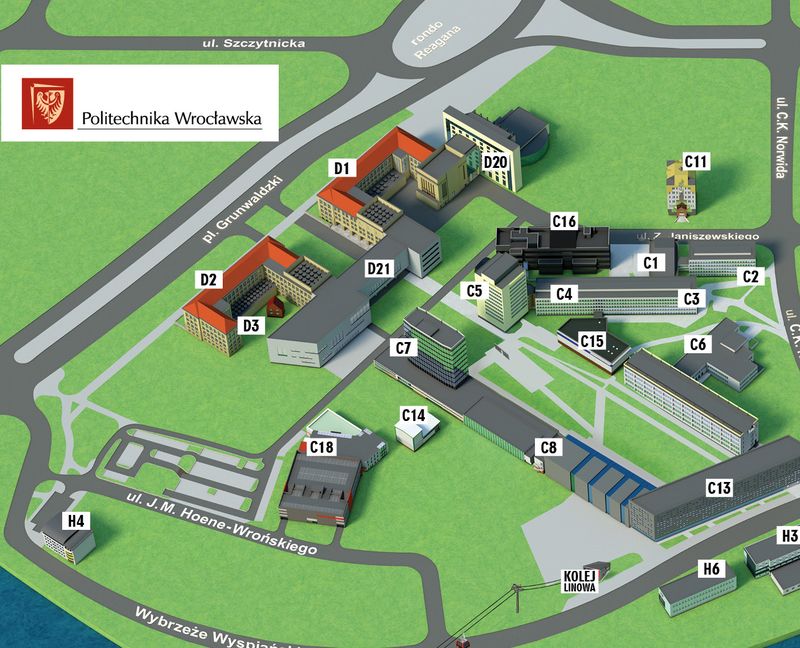 rondo
Reagana
ul. Szczytnicka
Politechnika Wrocławska
ul. C.K. Norwida
D1
D20
C11
pl. Grunwaldzki
C16
ul. Z. Janiszewskiego
D21
C1
C2
D2
C5
C4
C3
D3
ul. C.K.
C15
C6
C7
C14
C18
C8
C13
ul. J.M. Hoene-Wrońskiego
H4
H3
H6
KOLEJ
LINOWA
Wybrzeże Wyspiańsk